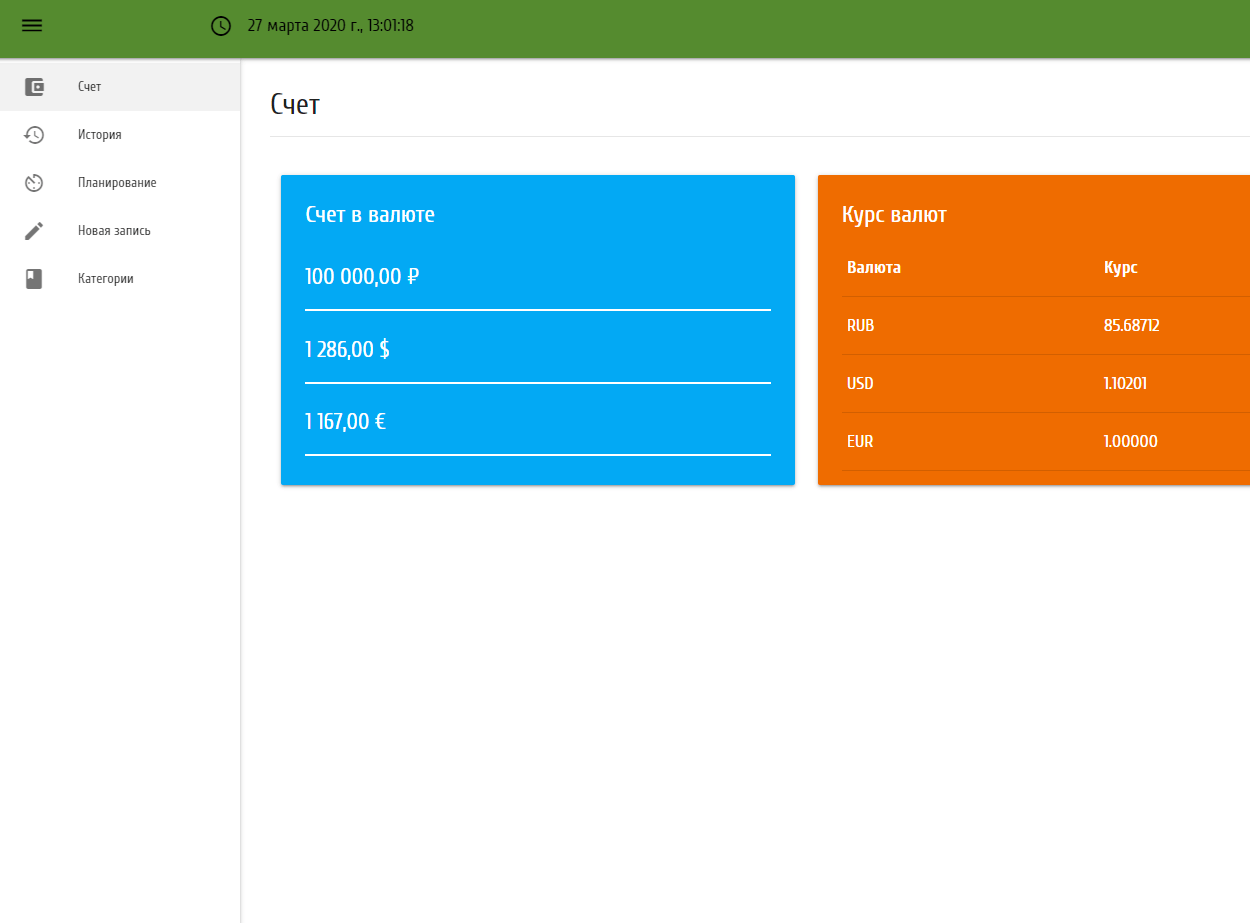 27 марта 2020 г., 13:01:18
Счет
История
Планирование
Новая запись
Категории
Счет
Счет в валюте
100 000,00 ₽
1 286,00 $
1 167,00 €
Курс валют
Валюта Курс
RUB 85.68712
USD 1.10201
EUR 1.00000